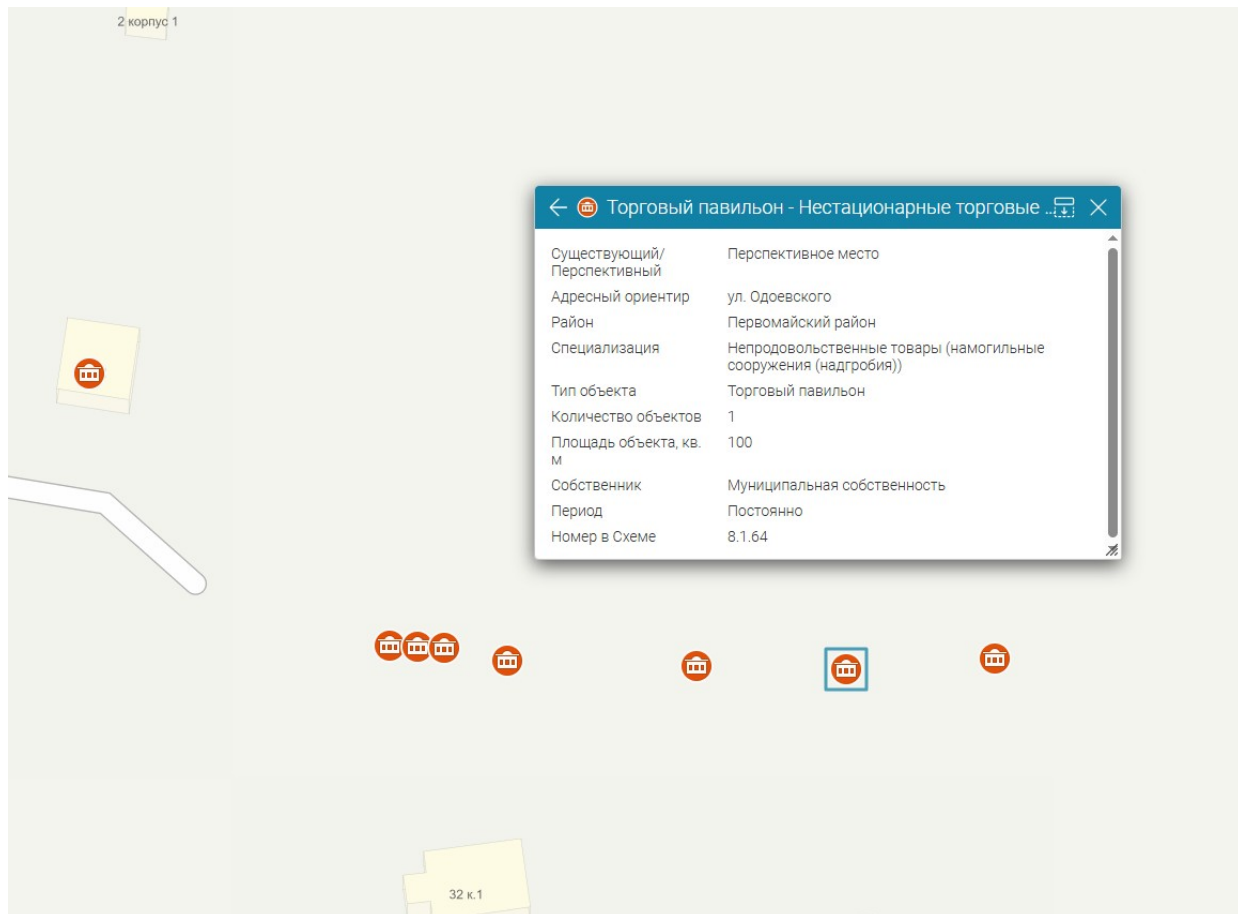 2 корпус 1
Торговый павильон - Нестационарные торговые ...
Существующий/ Перспективное место
Перспективный
Адресный ориентир ул. Одоевского
Район Первомайский район
Специализация Непродовольственные товары (намогильные
сооружения (надгробия))
Тип объекта Торговый павильон
Количество объектов 1
Площадь объекта, кв. 100
м
Собственник Муниципальная собственность
Период Постоянно
Номер в Схеме 8.1.64
32 к.1